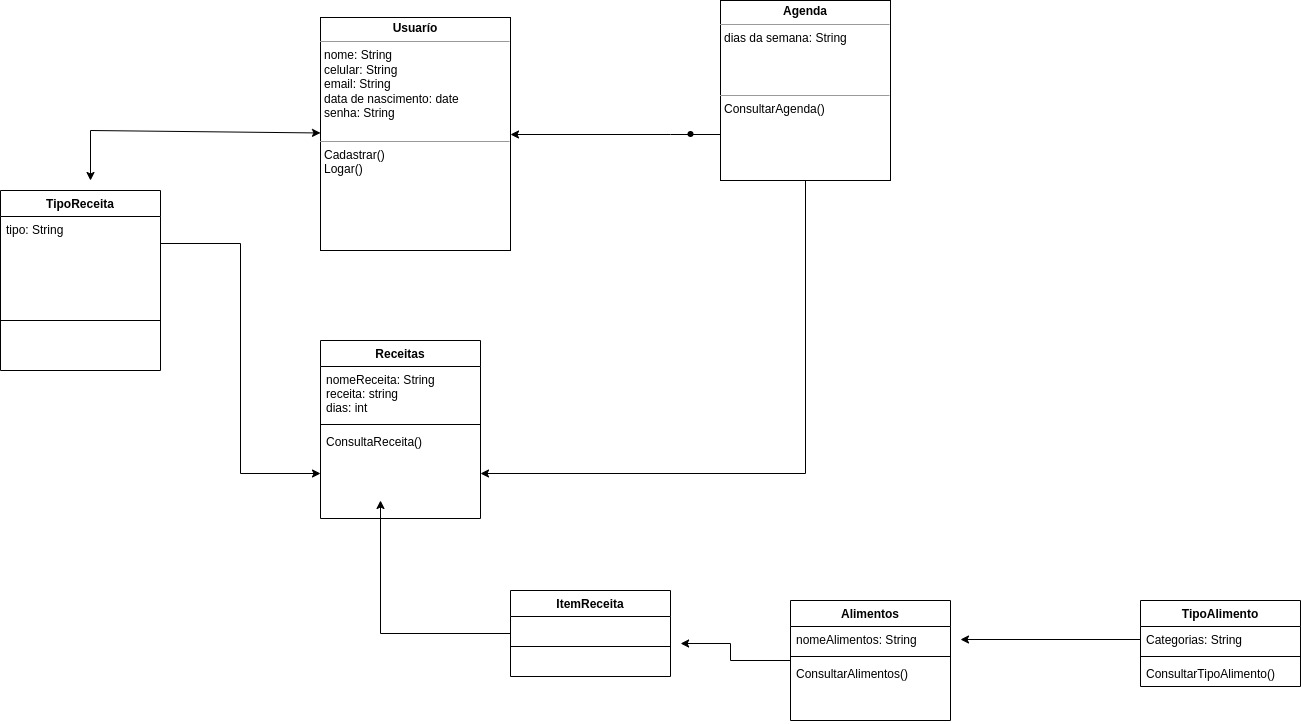 Usuarío
nome: String
celular: String
email: String
data de nascimento: date
senha: String
Cadastrar()
Logar()
Agenda
dias da semana: String
ConsultarAgenda()
TipoReceita
tipo: String
Receitas
nomeReceita: String
receita: string
dias: int
ConsultaReceita()
ItemReceita
Alimentos
nomeAlimentos: String
ConsultarAlimentos()
TipoAlimento
Categorias: String
ConsultarTipoAlimento()